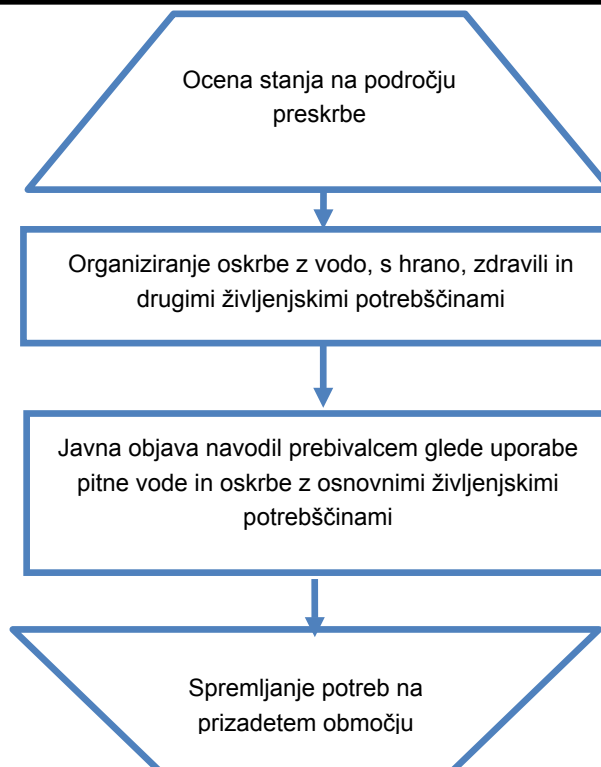 Ocena stanja na področju
preskrbe
Organiziranje oskrbe z vodo, s hrano, zdravili in
drugimi življenjskimi potrebščinami
Javna objava navodil prebivalcem glede uporabe
pitne vode in oskrbe z osnovnimi življenjskimi
potrebščinami
Spremljanje potreb na
prizadetem območju